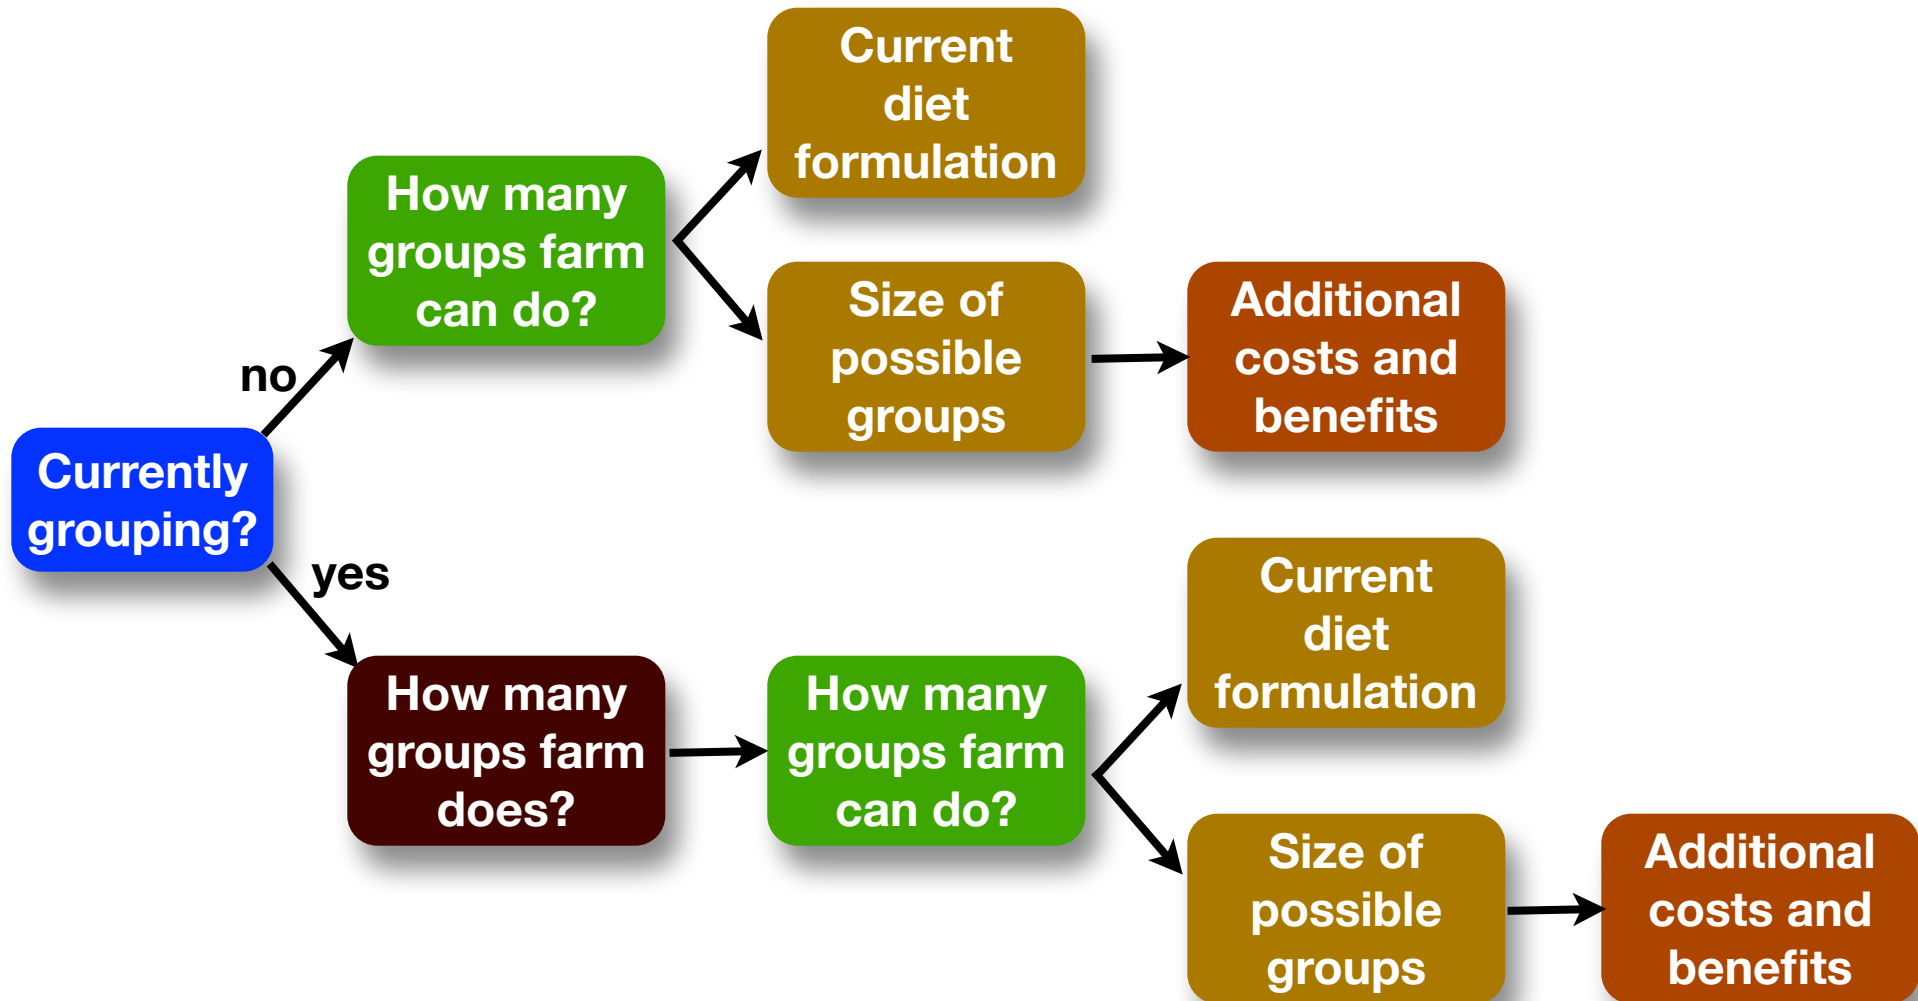 Current
diet
formulation
How many
groups farm
can do?
Size of
possible
groups
Additional
costs and
benefits
no
Currently
grouping?
yes
How many
groups farm
does?
How many
groups farm
can do?
Current
diet
formulation
Size of
possible
groups
Additional
costs and
benefits